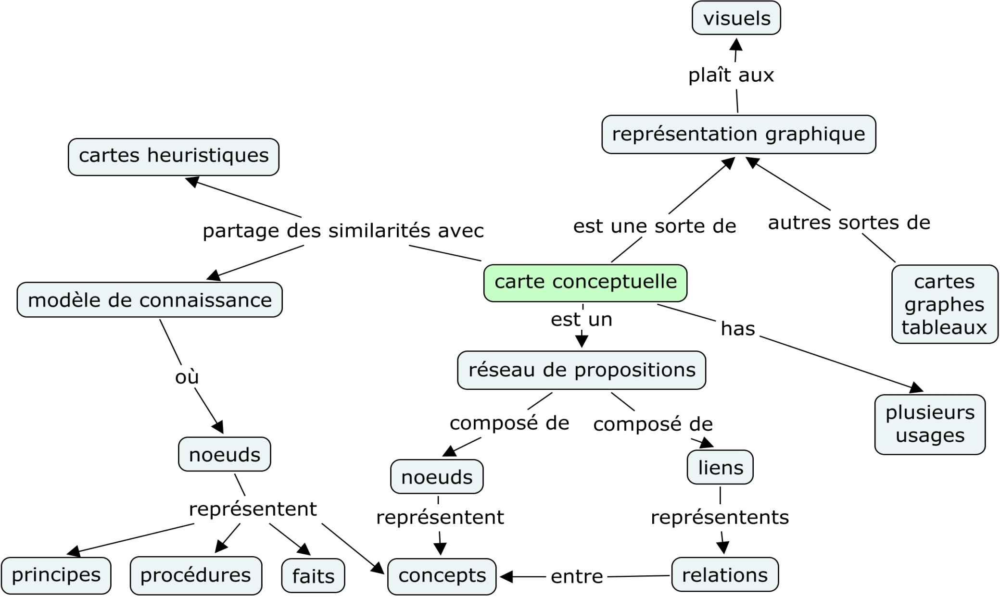 visuels
plaît aux
représentation graphique
cartes heuristiques
partage des similarités avec
est une sorte de
autres sortes de
carte conceptuelle
cartes
graphes
tableaux
modèle de connaissance
est un
has
réseau de propositions
où
plusieurs
usages
composé de
composé de
noeuds
noeuds
liens
représentent
représentent
représentents
principes
procédures
faits
concepts
entre
relations